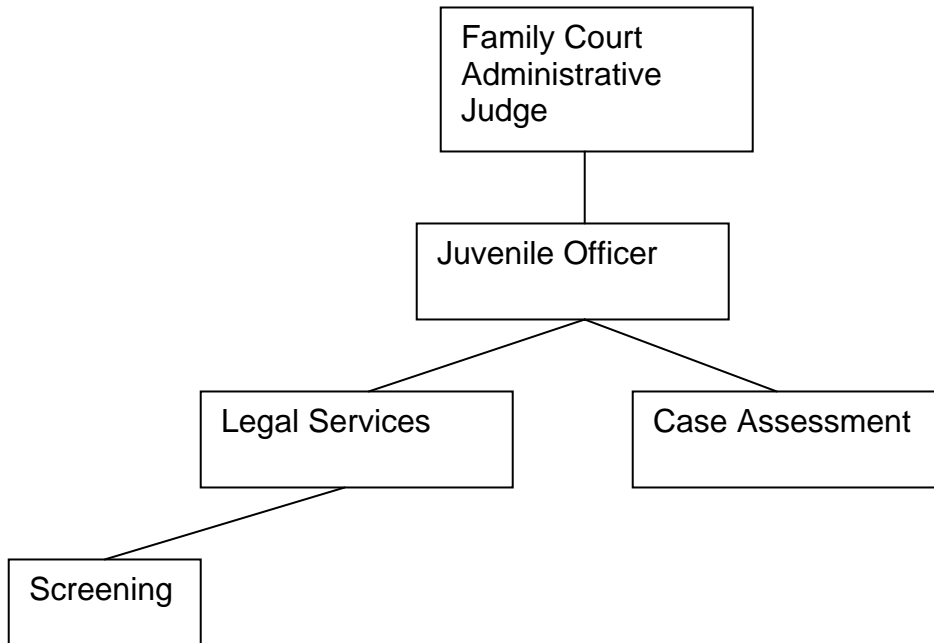 Family Court
Administrative
Judge
Juvenile Officer
Legal Services
Case Assessment
Screening